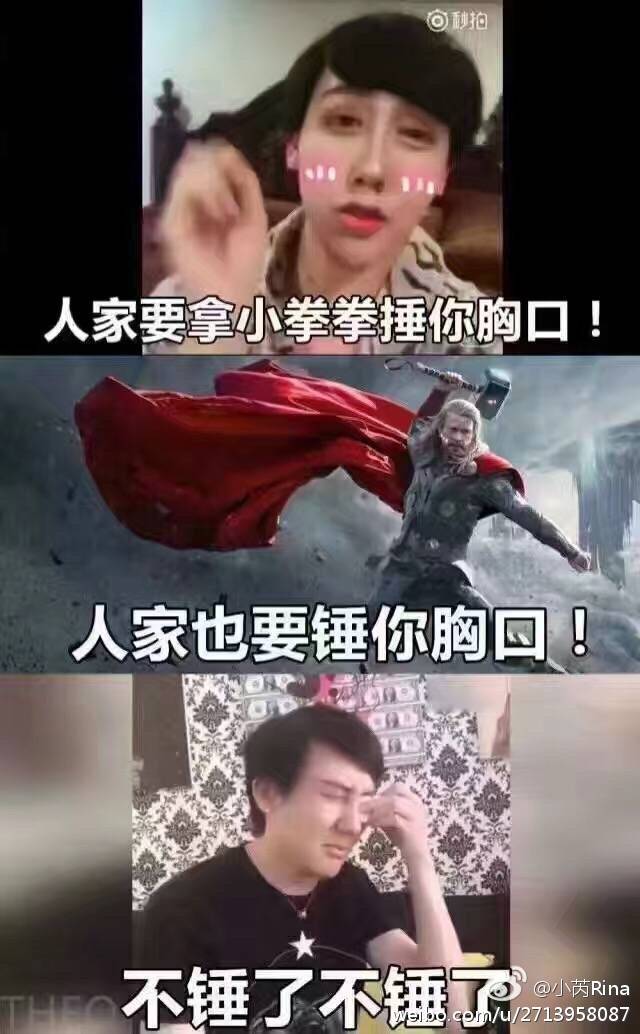 秒拍
人家要拿小拳拳捶你胸口！
人家也要锤你胸口！
不锤了不锤了
@小芮Rina
weibo.com/u/2713958087